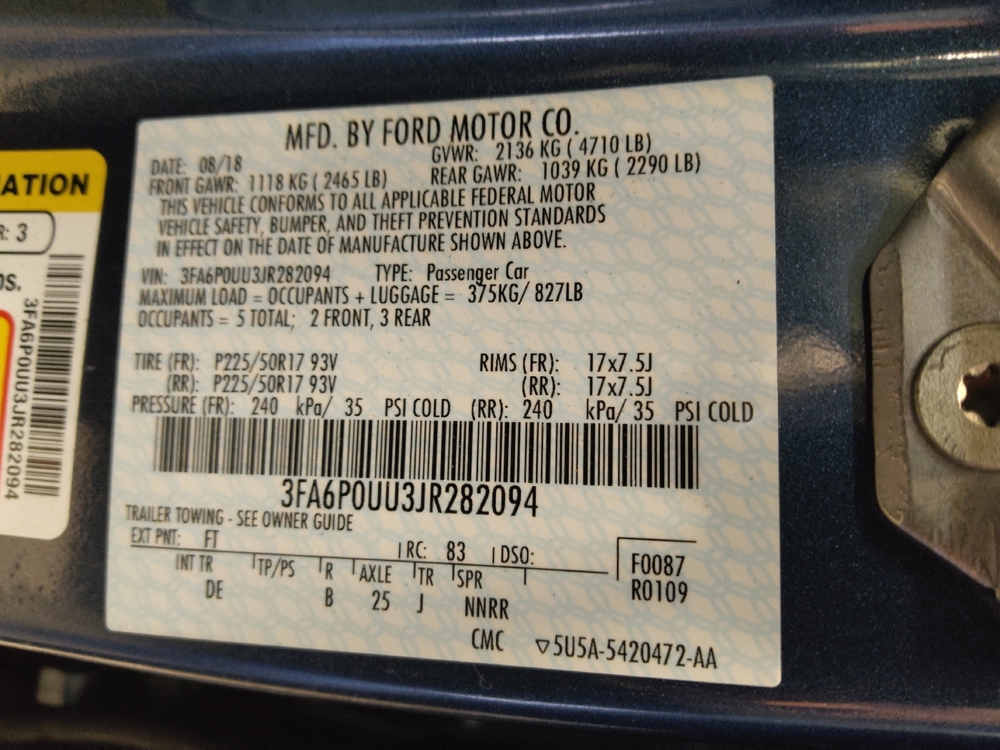 MFD. BY FORD MOTOR CO.
DATE: 08/18 GVWR: 2136 KG ( 4710 LB)
FRONT GAWR: 1118 KG ( 2465 LB) REAR GAWR: 1039 KG ( 2290 LB)
THIS VEHICLE CONFORMS TO ALL APPLICABLE FEDERAL MOTOR
VEHICLE SAFETY, BUMPER, AND THEFT PREVENTION STANDARDS
IN EFFECT ON THE DATE OF MANUFACTURE SHOWN ABOVE.
VIN: 3FA6P0UU3JR282094 TYPE: Passenger Car
MAXIMUM LOAD = OCCUPANTS + LUGGAGE = 375KG/ 827LB
OCCUPANTS = 5 TOTAL; 2 FRONT, 3 REAR
TIRE (FR): P225/50R17 93V RIMS (FR): 17x7.5J
(RR): P225/50R17 93V (RR): 17x7.5J
PRESSURE (FR): 240 kPa/ 35 PSI COLD (RR): 240 kPa/ 35 PSI COLD
3FA6P0UU3JR282094
TRAILER TOWING - SEE OWNER GUIDE
EXT PNT: FT RC: 83 DSO:
INT TR TP/PS R AXLE TR SPR
DE B 25 J NNRR
F0087
R0109
CMC ▽5U5A-5420472-AA
ATION
R: 3
os.
3FA6P0UU3JR282094